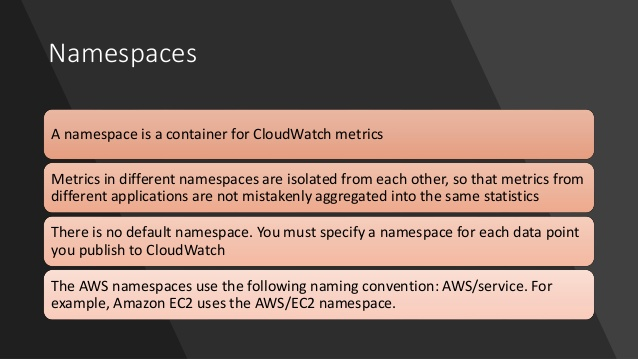 Namespaces
A namespace is a container for CloudWatch metrics
Metrics in different namespaces are isolated from each other, so that metrics from
different applications are not mistakenly aggregated into the same statistics
There is no default namespace. You must specify a namespace for each data point
you publish to CloudWatch
The AWS namespaces use the following naming convention: AWS/service. For
example, Amazon EC2 uses the AWS/EC2 namespace.